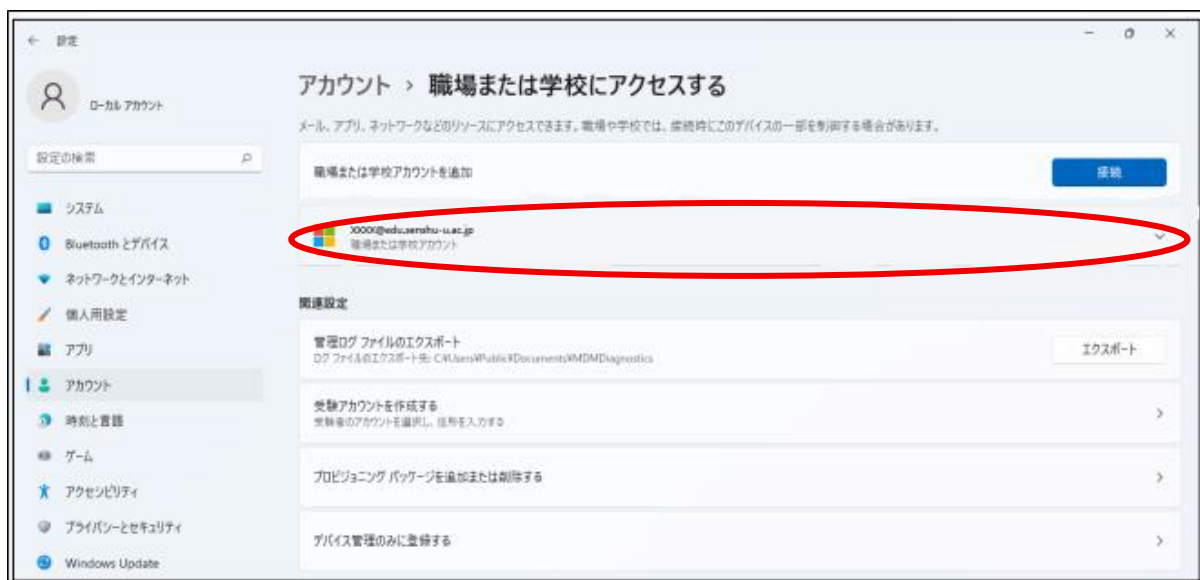 設定
ローカル アカウント
設定の検索
システム
Bluetooth とデバイス
ネットワークとインターネット
個人用設定
アプリ
アカウント
時刻と言語
ゲーム
アクセシビリティ
プライバシーとセキュリティ
Windows Update
アカウント › 職場または学校にアクセスする
メール、アプリ、ネットワークなどのリソースにアクセスできます。職場や学校では、接続時にこのデバイスの一部を制御する場合があります。
職場または学校アカウントを追加
接続
XXXX@edu.senshu-u.ac.jp
職場または学校アカウント
関連設定
管理ログ ファイルのエクスポート
ログ ファイルのエクスポート先: C:¥Users¥Public¥Documents¥MDMDiagnostics
エクスポート
受験アカウントを作成する
受験者のアカウントを選択し、住所を入力する
プロビジョニング パッケージを追加または削除する
デバイス管理のみに登録する